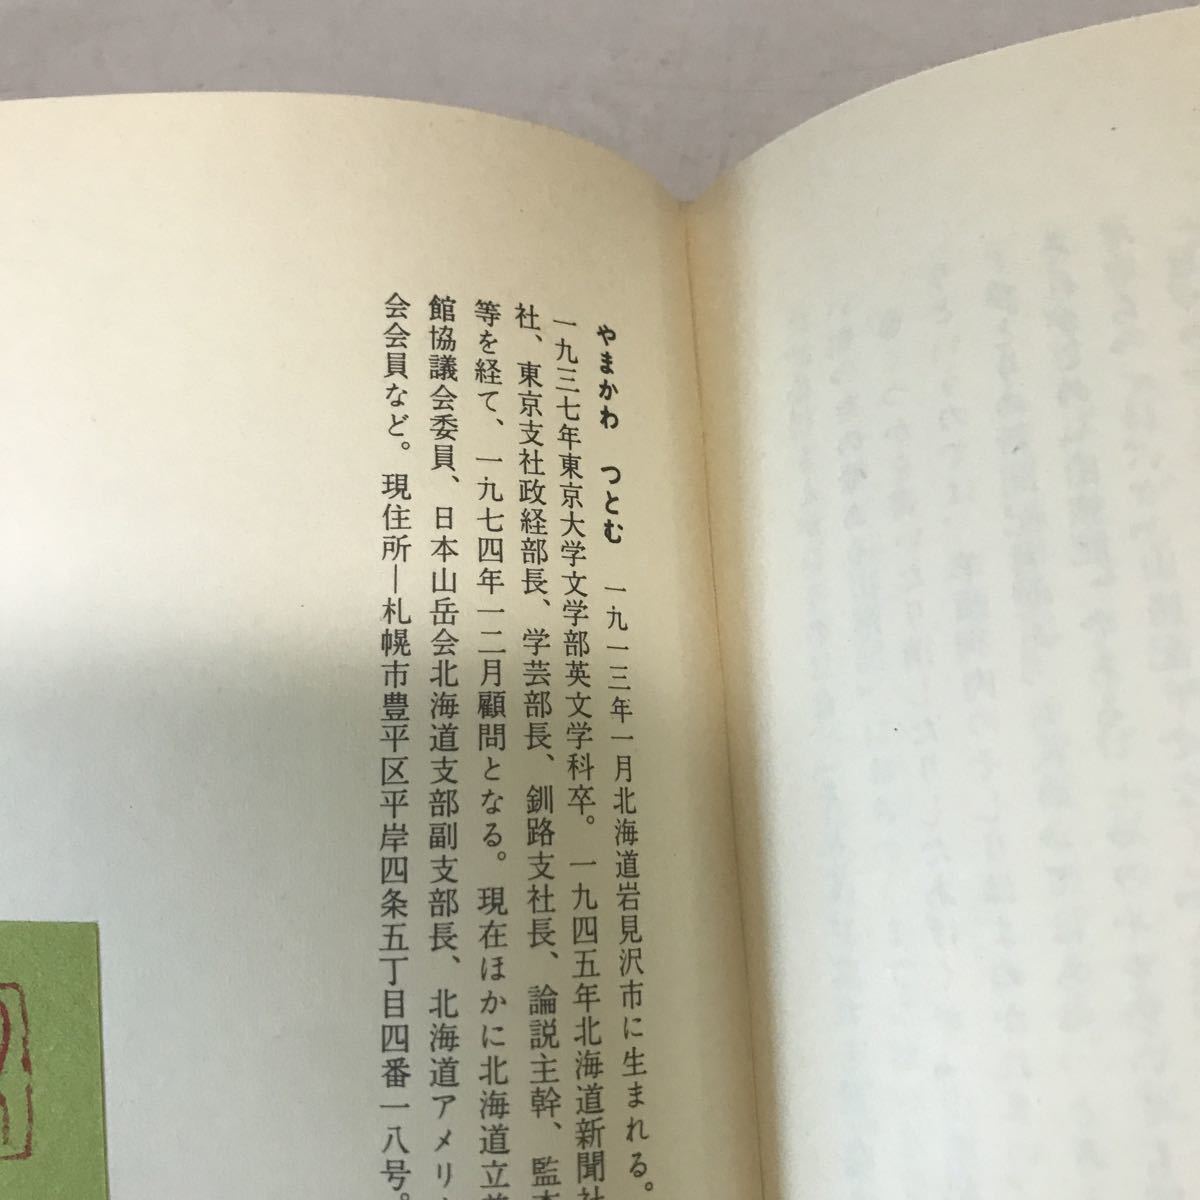 やまかわ つとむ 一九一三年一月北海道岩見沢市に生まれる。
一九三七年東京大学文学部英文学科卒。一九四五年北海道新聞社
社、東京支社政経部長、学芸部長、釧路支社長、論説主幹、監
等を経て、一九七四年一二月顧問となる。現在ほかに北海道立
館協議会委員、日本山岳会北海道支部副支部長、北海道アメリ
会会員など。現住所―札幌市豊平区平岸四条五丁目四番一八号。